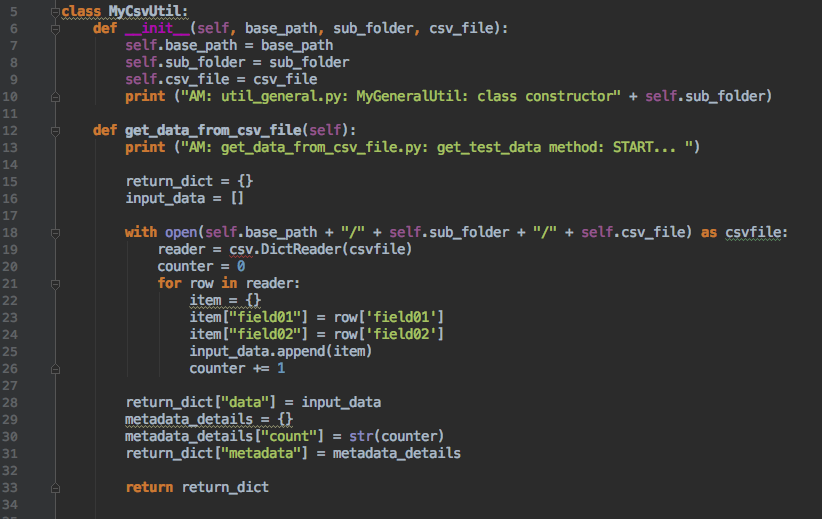 5 class MyCsvUtil:
6     def __init__(self, base_path, sub_folder, csv_file):
7         self.base_path = base_path
8         self.sub_folder = sub_folder
9         self.csv_file = csv_file
10         print ("AM: util_general.py: MyGeneralUtil: class constructor" + self.sub_folder)
11
12     def get_data_from_csv_file(self):
13         print ("AM: get_data_from_csv_file.py: get_test_data method: START... ")
14
15         return_dict = {}
16         input_data = []
17
18         with open(self.base_path + "/" + self.sub_folder + "/" + self.csv_file) as csvfile:
19             reader = csv.DictReader(csvfile)
20             counter = 0
21             for row in reader:
22                 item = {}
23                 item["field01"] = row['field01']
24                 item["field02"] = row['field02']
25                 input_data.append(item)
26                 counter += 1
27
28         return_dict["data"] = input_data
29         metadata_details = {}
30         metadata_details["count"] = str(counter)
31         return_dict["metadata"] = metadata_details
32
33         return return_dict
34